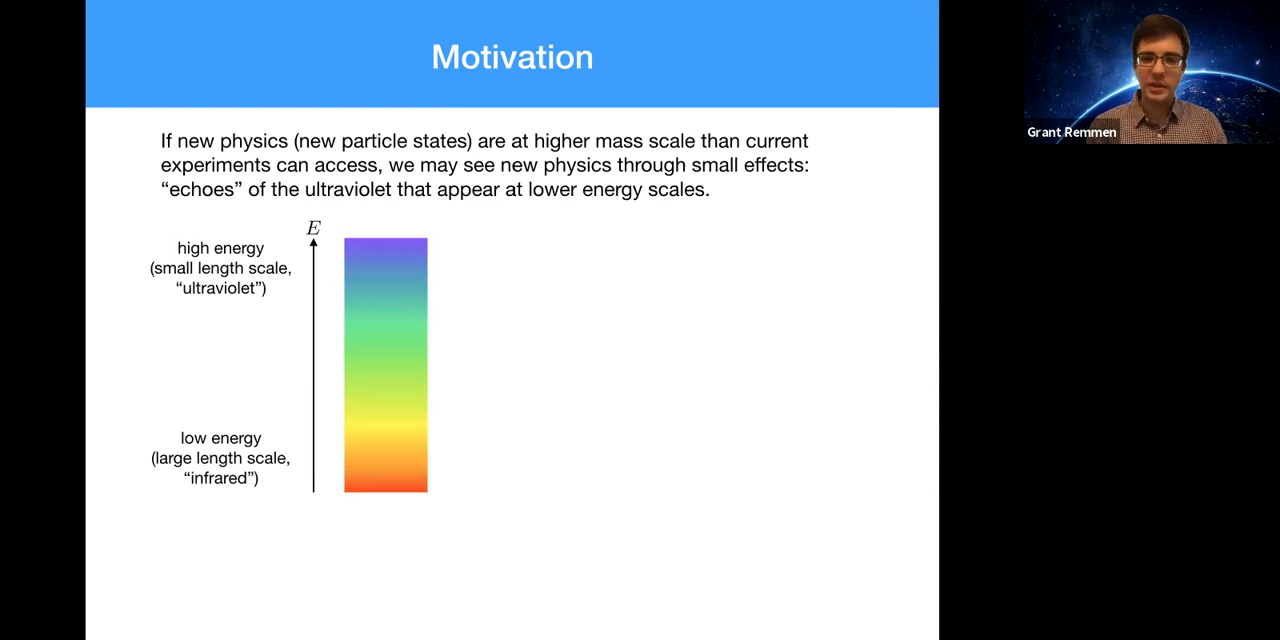 Motivation
If new physics (new particle states) are at higher mass scale than current
experiments can access, we may see new physics through small effects:
“echoes” of the ultraviolet that appear at lower energy scales.
E
high energy
(small length scale,
“ultraviolet”)
low energy
(large length scale,
“infrared”)
Grant Remmen